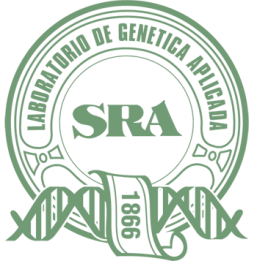 LABORATORIO DE GENETICA APLICADA
SRA
1866